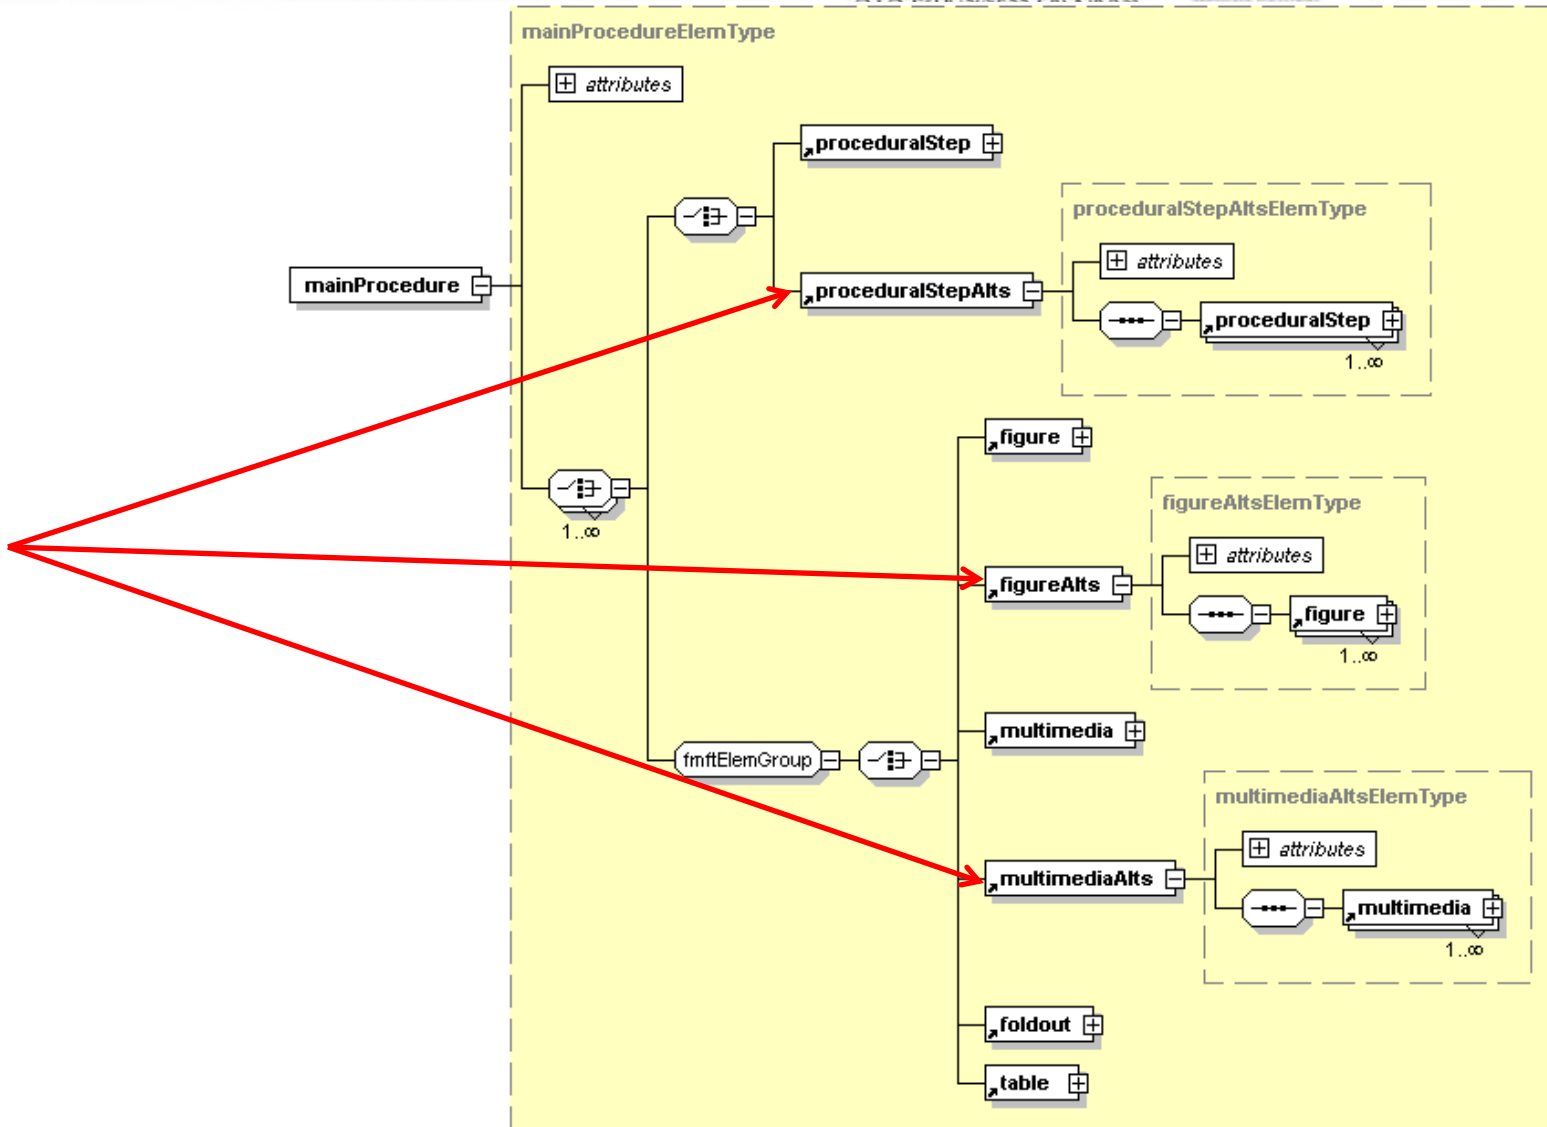 mainProcedureElemType
attributes
proceduralStep
proceduralStepAltsElemType
attributes
mainProcedure
proceduralStepAlts
proceduralStep
1..∞
figure
figureAltsElemType
1..∞
attributes
figureAlts
figure
1..∞
multimedia
fmftElemGroup
multimediaAltsElemType
attributes
multimediaAlts
multimedia
1..∞
foldout
table